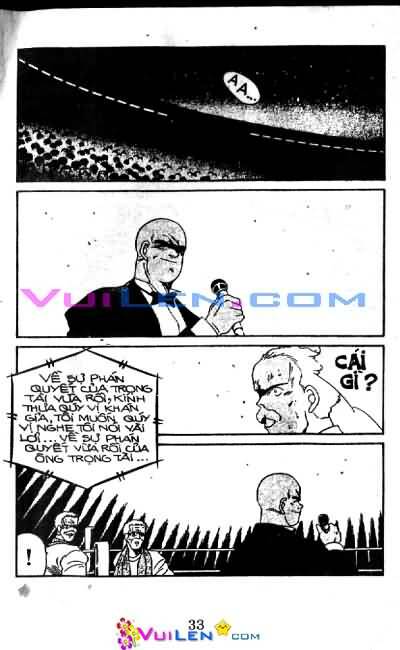 AA...
VUILEN.COM
CÁI
GÌ?
VỀ SỰ PHÁN
QUYẾT CỦA TRỌNG
TÀI VỪA RỒI, KÍNH
THƯA QUÝ VỊ KHÁN
GIẢ, TÔI MUỐN QUÝ
VỊ NGHE TÔI NÓI VÀI
LỜI... VỀ SỰ PHÁN
QUYẾT VỪA RỒI CỦA
ÔNG TRỌNG TÀI...
!
33
VUILEN COM